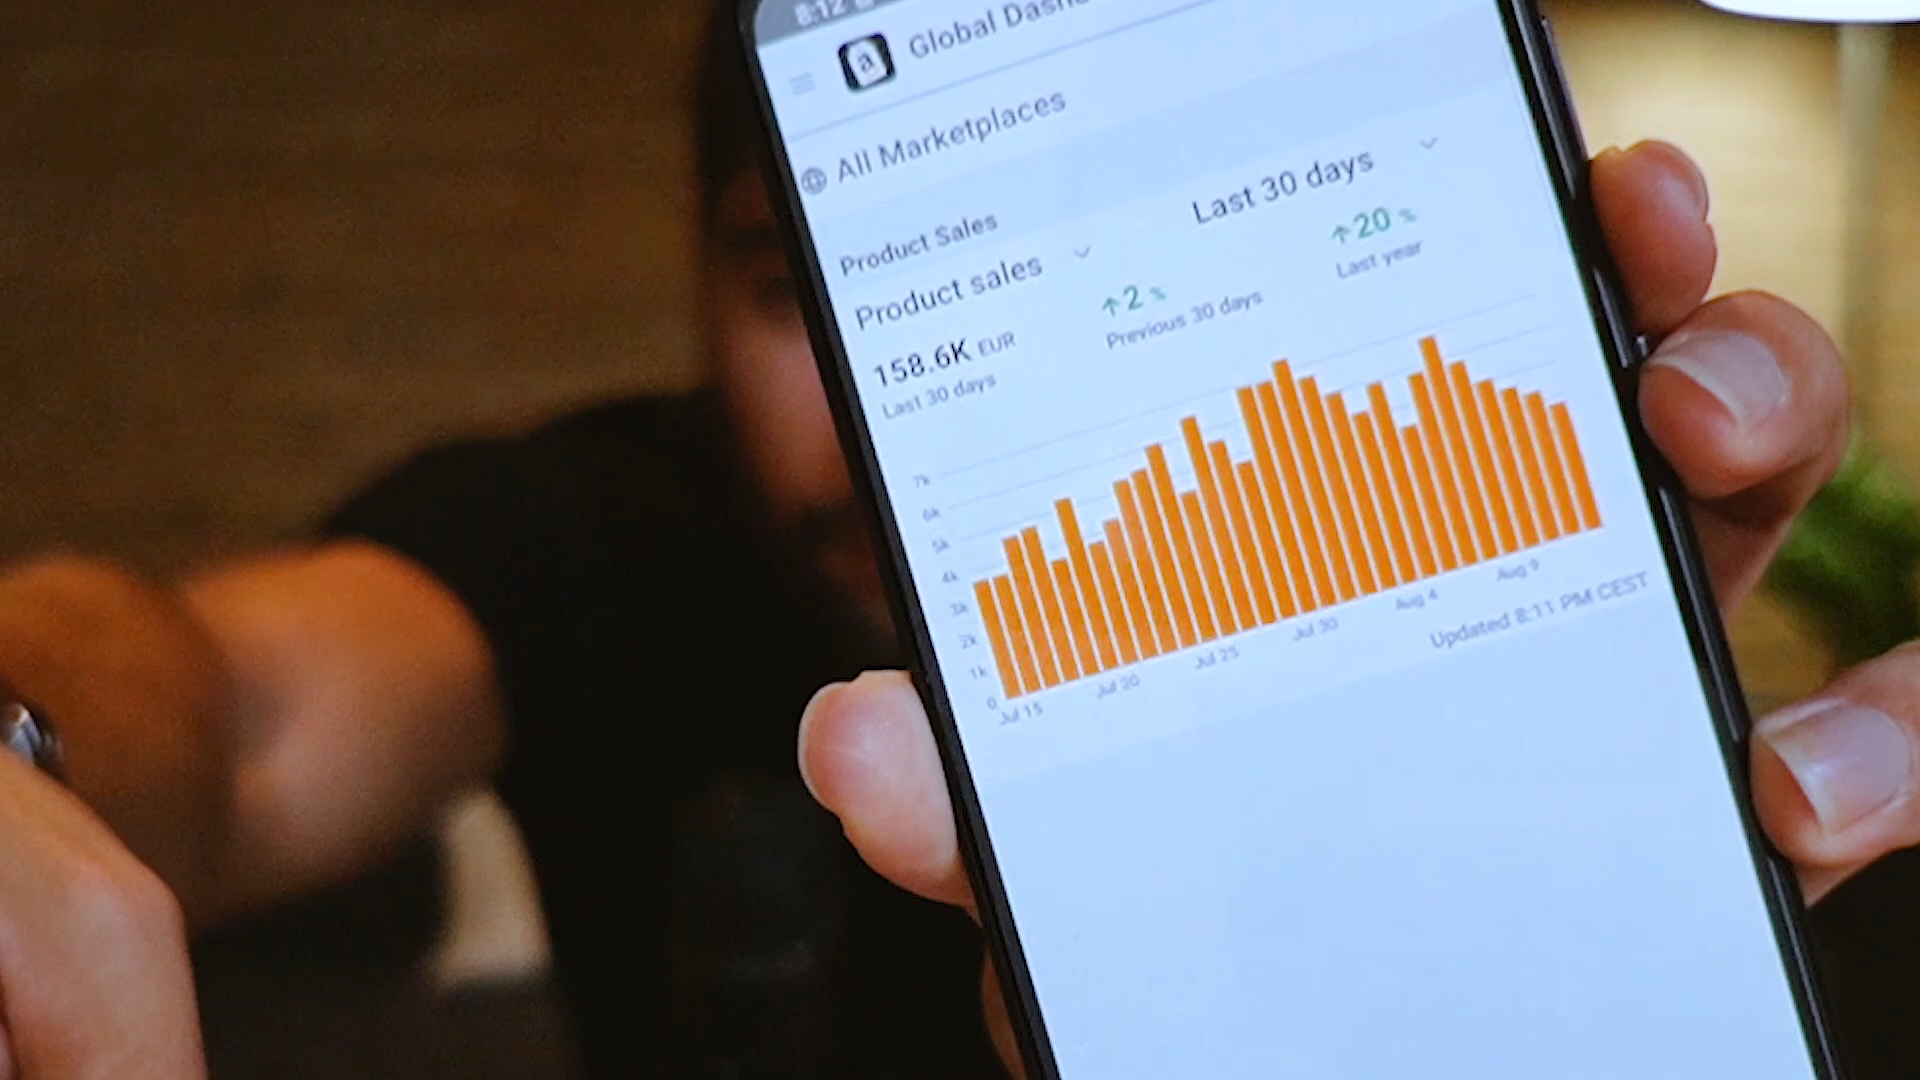 8:12
a Global Dash
All Marketplaces
Product Sales
Last 30 days
Product sales
↑2 %
↑20 %
158.6K EUR
Previous 30 days
Last year
Last 30 days
7k
6k
5k
4k
3k
2k
1k
0
Jul 15
Jul 20
Jul 25
Jul 30
Aug 4
Aug 9
Updated 8:11 PM CEST